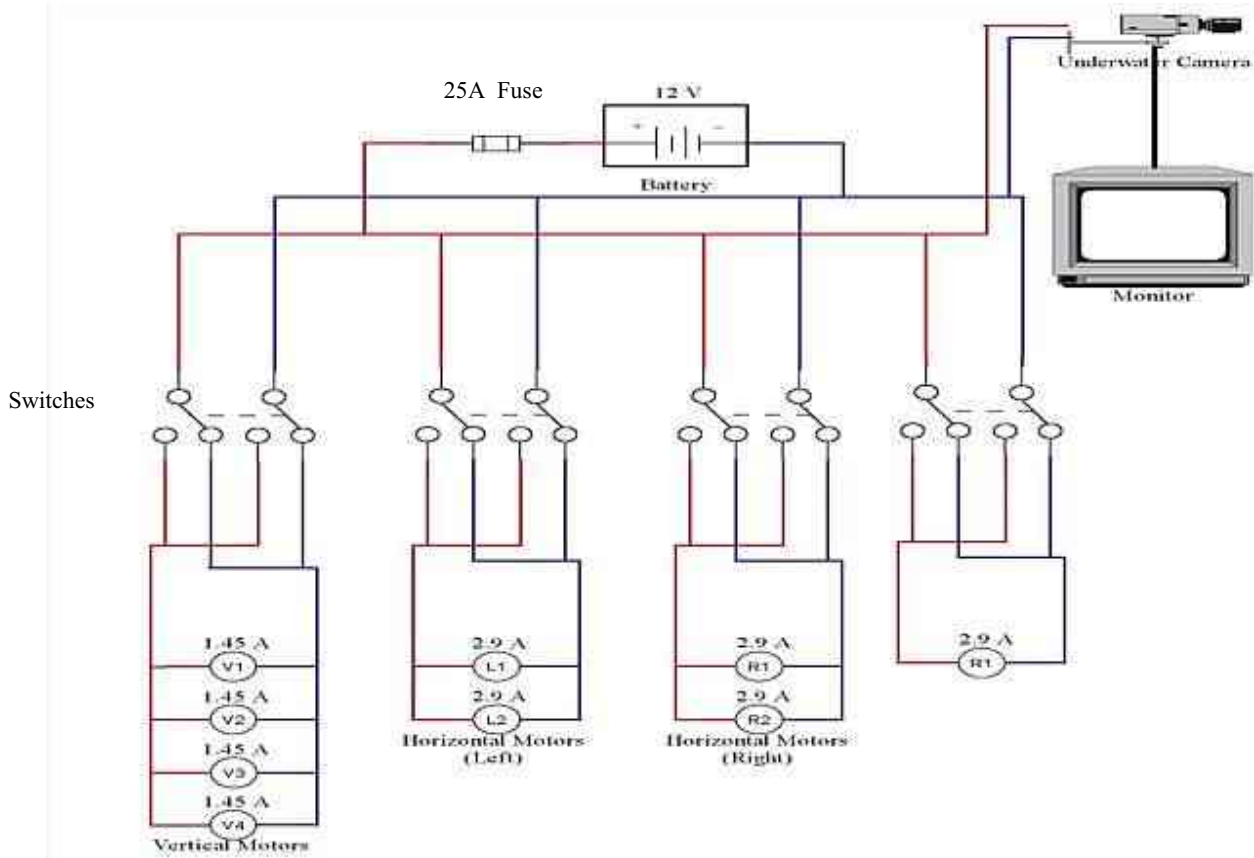 Underwater Camera
25A Fuse
12 V
+ −
Battery
Monitor
Switches
1.45 A
V1
1.45 A
V2
1.45 A
V3
1.45 A
V4
Vertical Motors
2.9 A
L1
2.9 A
L2
Horizontal Motors
(Left)
2.9 A
R1
2.9 A
R2
Horizontal Motors
(Right)
2.9 A
R1